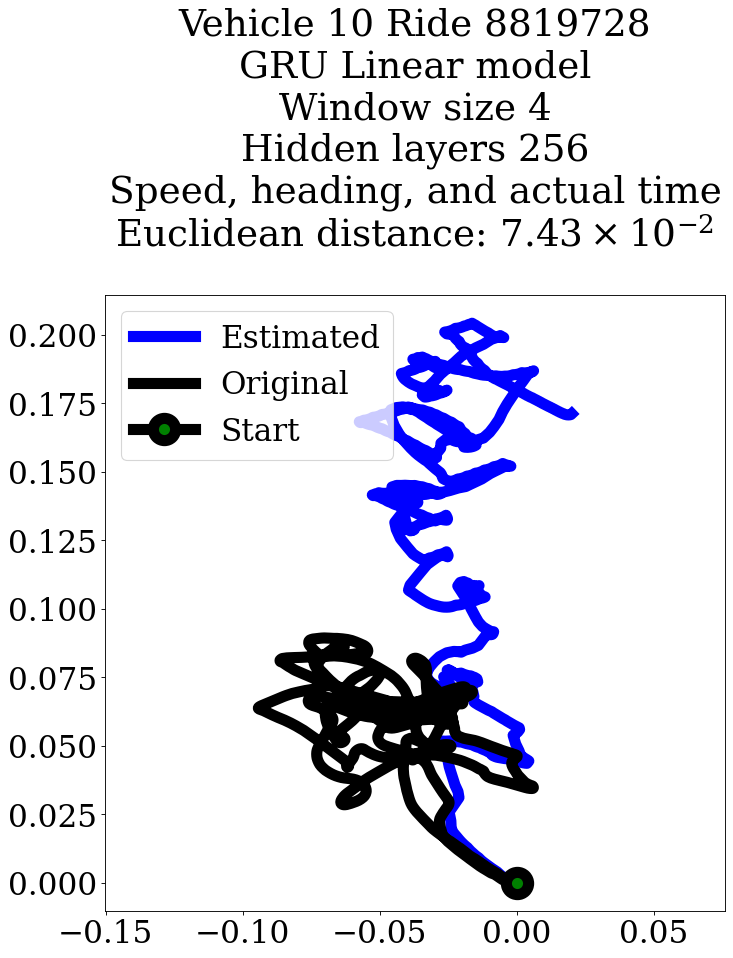 Vehicle 10 Ride 8819728
GRU Linear model
Window size 4
Hidden layers 256
Speed, heading, and actual time
Euclidean distance: 7.43 × 10⁻²
Estimated
Original
Start
0.200
0.175
0.150
0.125
0.100
0.075
0.050
0.025
0.000
−0.15 −0.10 −0.05 0.00 0.05